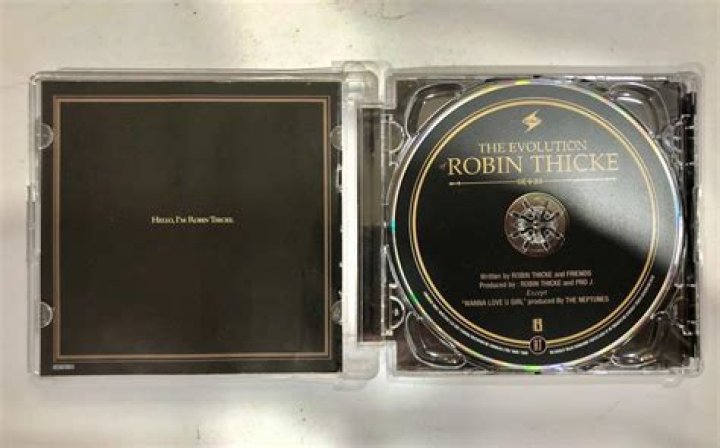 HELLO, I'M ROBIN THICKE.
THE EVOLUTION
of ROBIN THICKE
Written by ROBIN THICKE and FRIENDS
Produced by : ROBIN THICKE and PRO J
Except
"WANNA LOVE U GIRL" produced By THE NEPTUNES